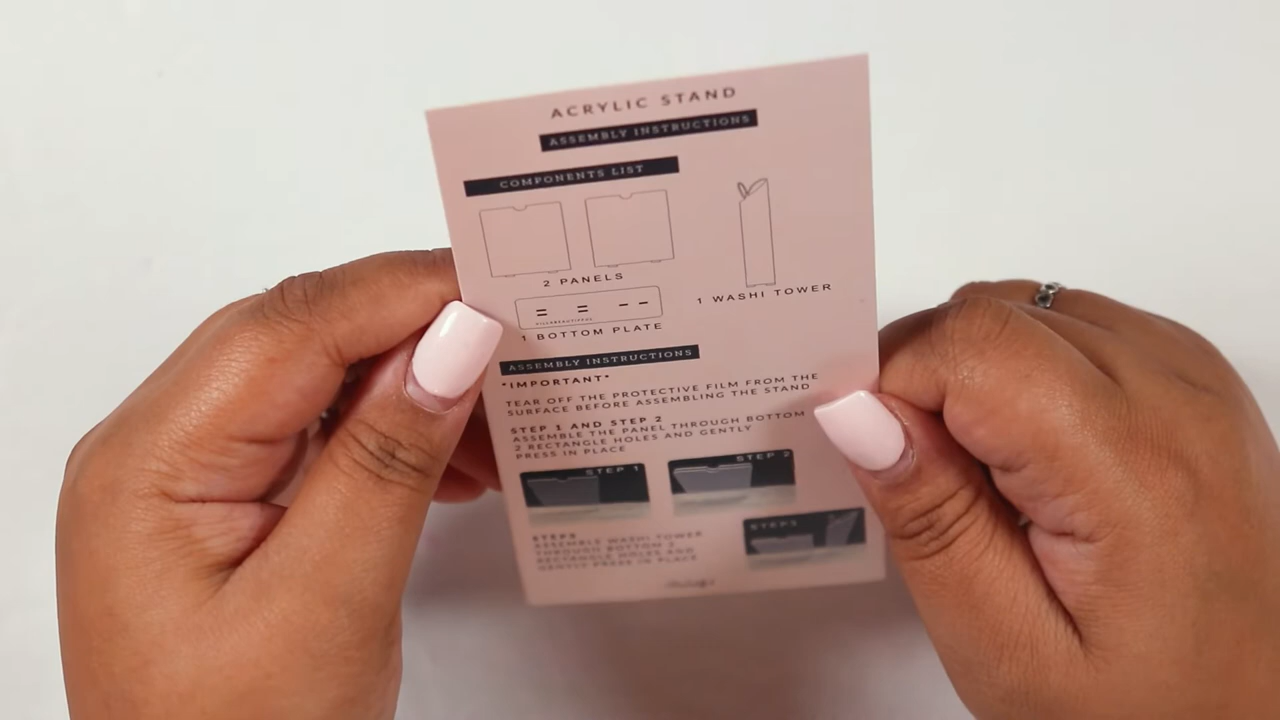 ACRYLIC STAND
ASSEMBLY INSTRUCTIONS
COMPONENTS LIST
2 PANELS
1 WASHI TOWER
1 BOTTOM PLATE
ASSEMBLY INSTRUCTIONS
*IMPORTANT*
TEAR OFF THE PROTECTIVE FILM FROM THE
SURFACE BEFORE ASSEMBLING THE STAND
STEP 1 AND STEP 2
ASSEMBLE THE PANEL THROUGH BOTTOM
2 RECTANGLE HOLES AND GENTLY
PRESS IN PLACE
STEP 1
STEP 2
STEP3
ASSEMBLE WASHI TOWER
THROUGH BOTTOM 2
RECTANGLE HOLES AND
GENTLY PRESS IN PLACE
STEP3